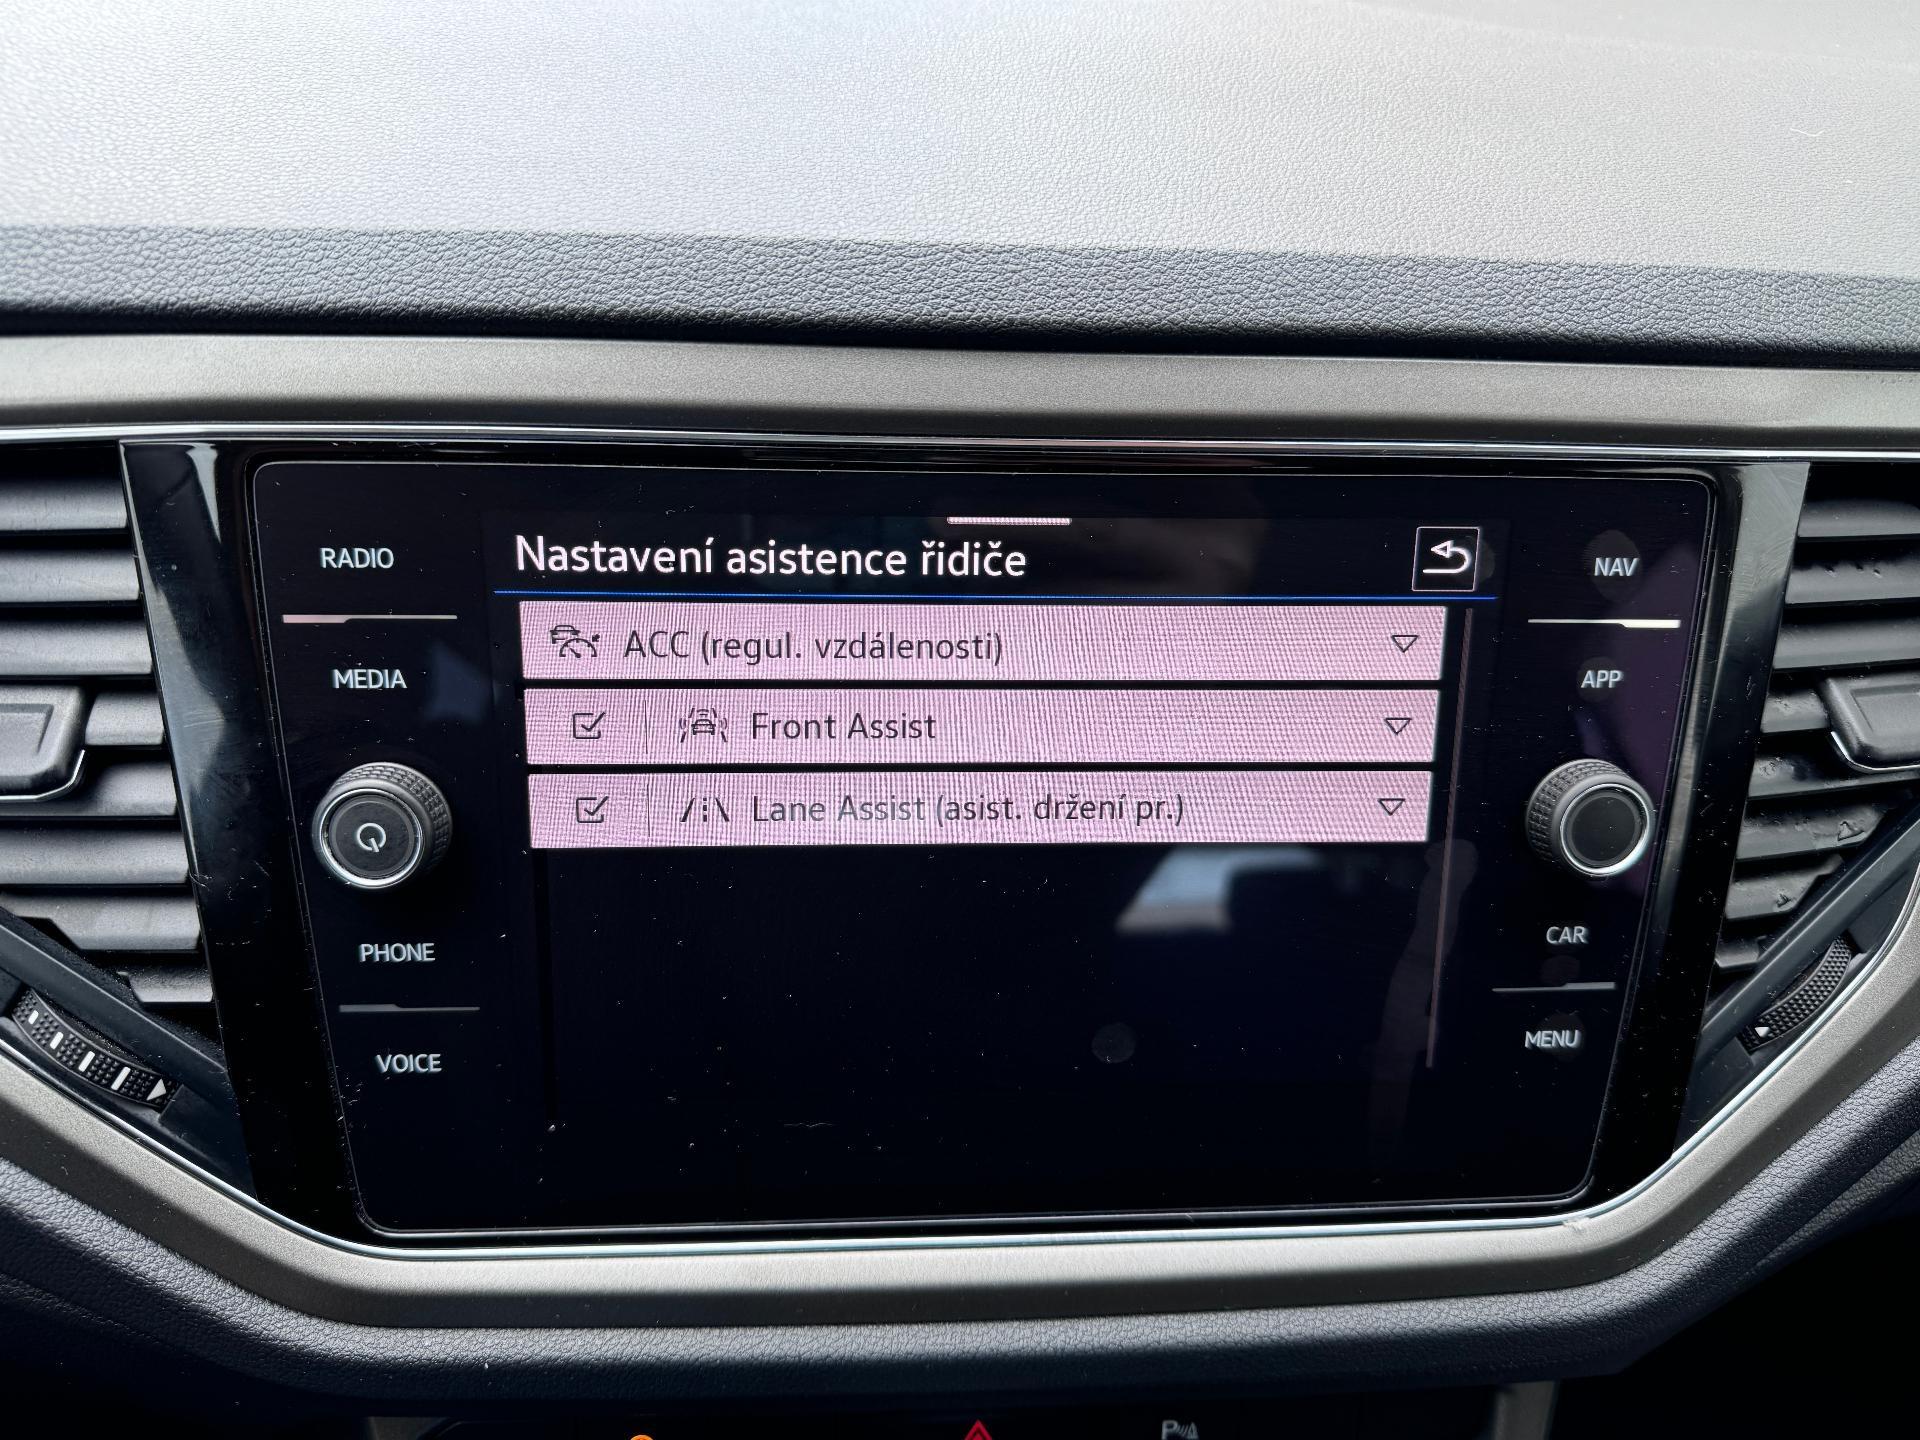 RADIO
MEDIA
PHONE
VOICE
Nastavení asistence řidiče
ACC (regul. vzdálenosti)
Front Assist
Lane Assist (asist. držení pr.)
NAV
APP
CAR
MENU
P